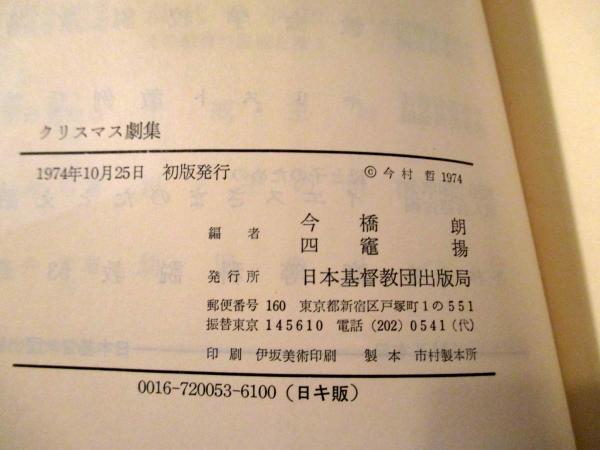 クリスマス劇集
1974年10月25日 初版発行 © 今村 哲 1974
編者 今橋 朗
四竈 揚
発行所 日本基督教団出版局
郵便番号 160 東京都新宿区戸塚町1の551
振替東京 145610 電話 (202) 0541 (代)
印刷 伊坂美術印刷 製本 市村製本所
0016-720053-6100 (日キ販)